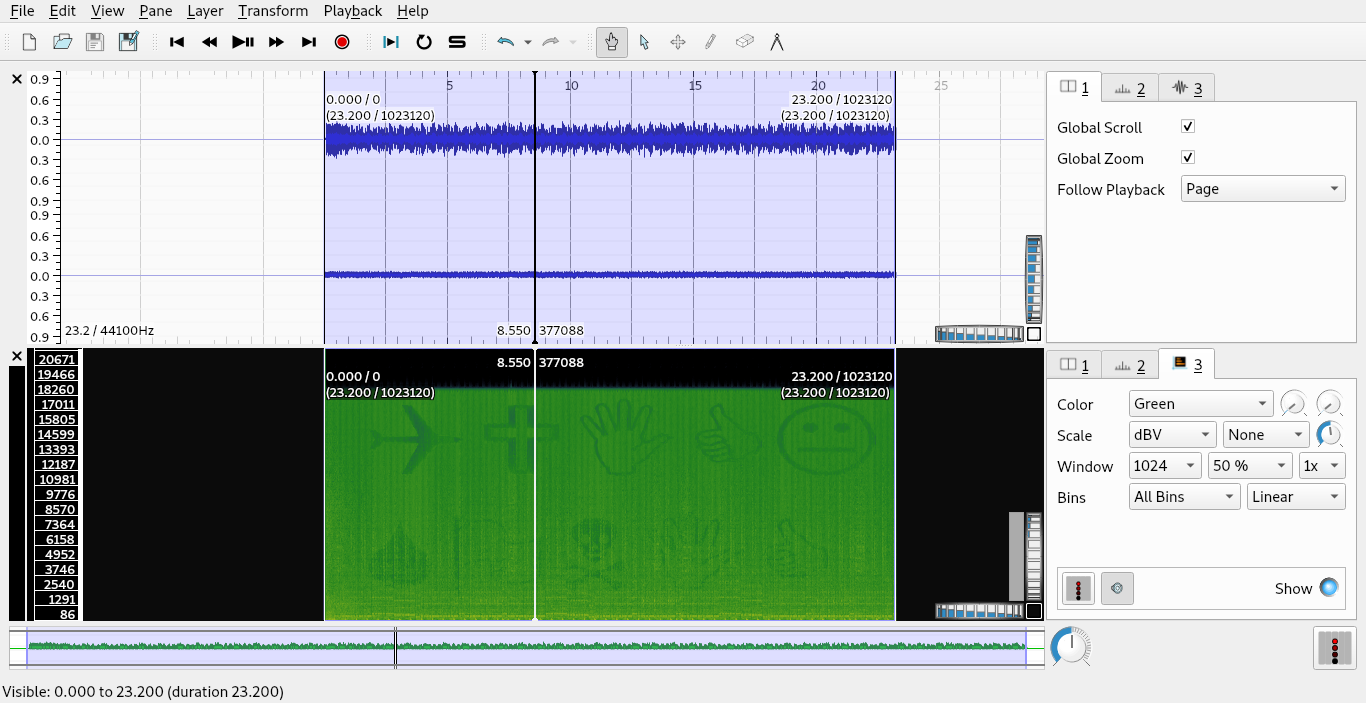 File Edit View Pane Layer Transform Playback Help
0.9
0.6
0.3
0.0
0.3
0.6
0.9
0.9
0.6
0.3
0.0
0.3
0.6
0.9
5 10 15 20 25
0.000 / 0
(23.200 / 1023120)
23.200 / 1023120
(23.200 / 1023120)
23.2 / 44100Hz
8.550 377088
1 2 3
Global Scroll
Global Zoom
Follow Playback Page
20671
19466
18260
17011
15805
14599
13393
12187
10981
9776
8570
7364
6158
4952
3746
2540
1291
86
8.550 377088
0.000 / 0
(23.200 / 1023120)
23.200 / 1023120
(23.200 / 1023120)
1 2 3
Color Green
Scale dBV None
Window 1024 50 % 1x
Bins All Bins Linear
Show
Visible: 0.000 to 23.200 (duration 23.200)